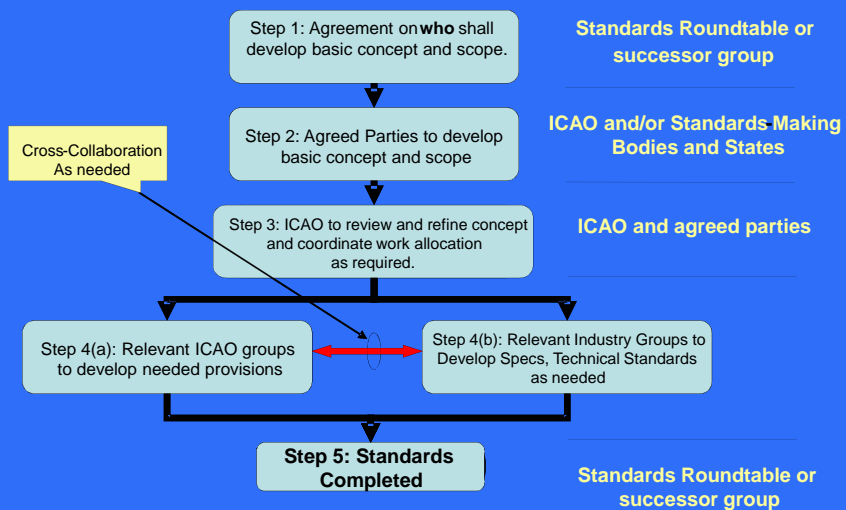 Step 1: Agreement on who shall
develop basic concept and scope.
Standards Roundtable or
successor group
Step 2: Agreed Parties to develop
basic concept and scope
ICAO and/or Standards-Making
Bodies and States
Cross-Collaboration
As needed
Step 3: ICAO to review and refine concept
and coordinate work allocation
as required.
ICAO and agreed parties
Step 4(a): Relevant ICAO groups
to develop needed provisions
Step 4(b): Relevant Industry Groups to
Develop Specs, Technical Standards
as needed
Step 5: Standards
Completed
Standards Roundtable or
successor group